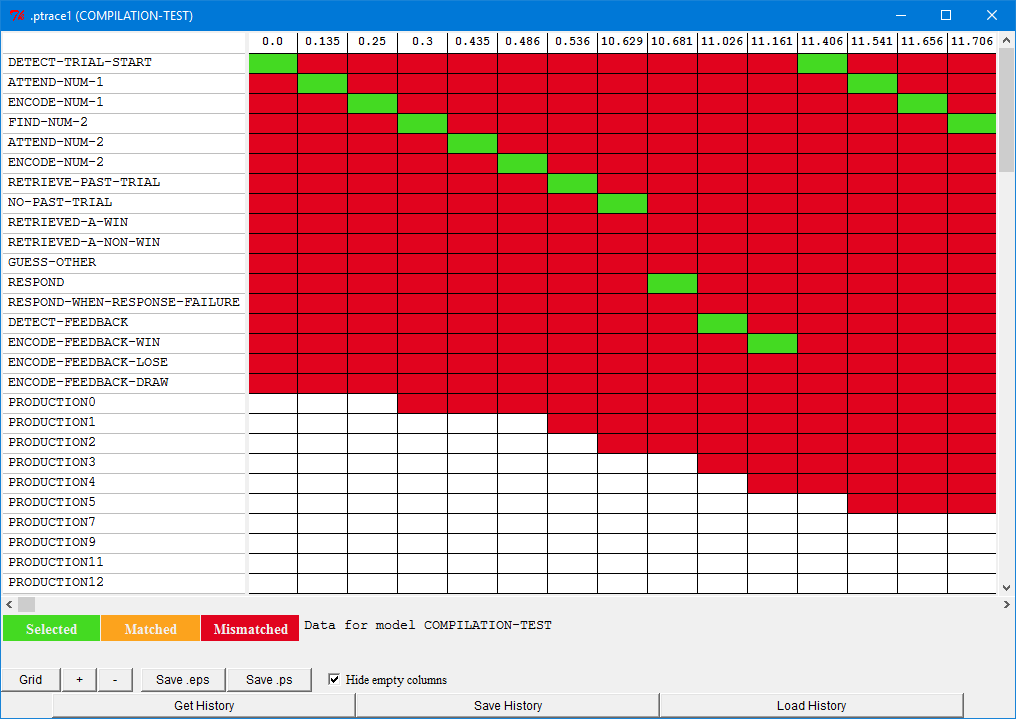 .ptrace1 (COMPILATION-TEST)
0.0 0.135 0.25 0.3 0.435 0.486 0.536 10.629 10.681 11.026 11.161 11.406 11.541 11.656 11.706
DETECT-TRIAL-START
ATTEND-NUM-1
ENCODE-NUM-1
FIND-NUM-2
ATTEND-NUM-2
ENCODE-NUM-2
RETRIEVE-PAST-TRIAL
NO-PAST-TRIAL
RETRIEVED-A-WIN
RETRIEVED-A-NON-WIN
GUESS-OTHER
RESPOND
RESPOND-WHEN-RESPONSE-FAILURE
DETECT-FEEDBACK
ENCODE-FEEDBACK-WIN
ENCODE-FEEDBACK-LOSE
ENCODE-FEEDBACK-DRAW
PRODUCTION0
PRODUCTION1
PRODUCTION2
PRODUCTION3
PRODUCTION4
PRODUCTION5
PRODUCTION7
PRODUCTION9
PRODUCTION11
PRODUCTION12
Selected Matched Mismatched Data for model COMPILATION-TEST
Grid + - Save .eps Save .ps Hide empty columns
Get History Save History Load History